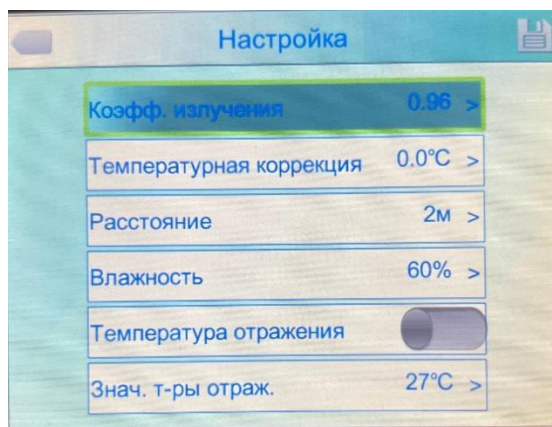 Настройка
Коэфф. излучения 0.96 >
Температурная коррекция 0.0°C >
Расстояние 2м >
Влажность 60% >
Температура отражения
Знач. т-ры отраж. 27°C >